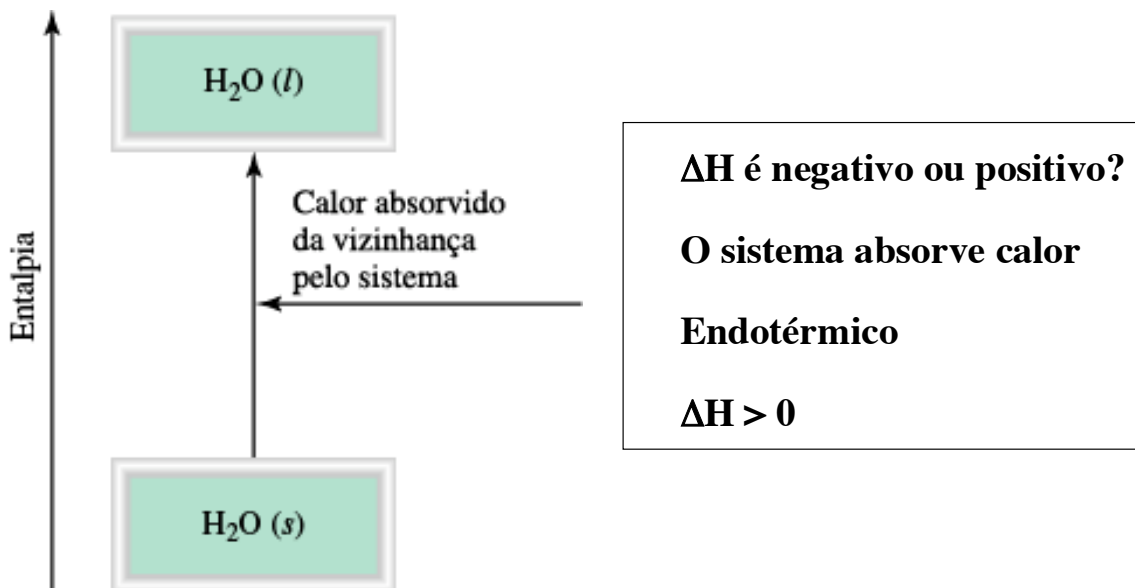 Entalpia
H₂O (l)
Calor absorvido
da vizinhança
pelo sistema
H₂O (s)
ΔH é negativo ou positivo?
O sistema absorve calor
Endotérmico
ΔH > 0